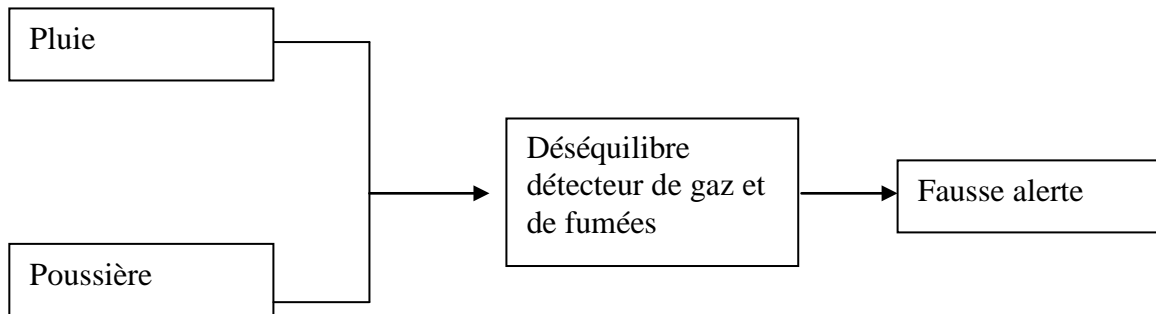 Pluie
Déséquilibre
détecteur de gaz et
de fumées
Fausse alerte
Poussière